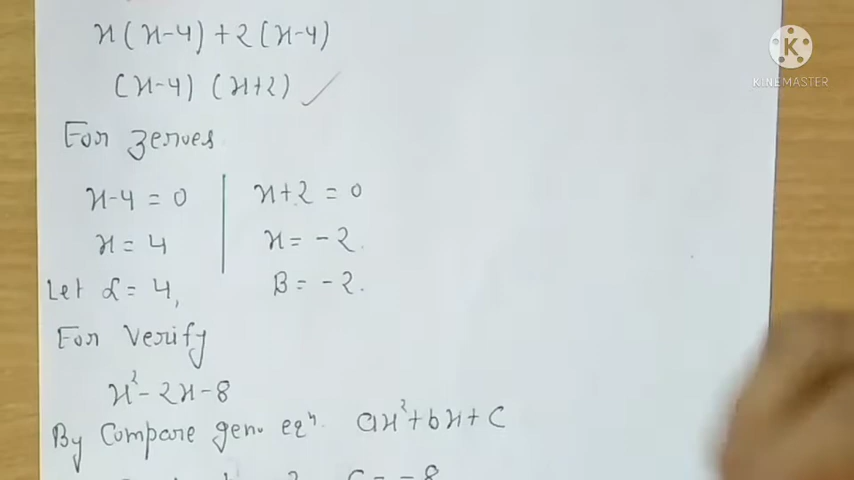 x(x-4)+2(x-4)
(x-4) (x+2) ✓
For zeroes
x-4 = 0 | x+2 = 0
x = 4 | x = -2.
Let α = 4, β = -2.
For Verify
x²-2x-8
By Compare gen. eqⁿ. ax²+bx+c
c = -8
K
KINEMASTER